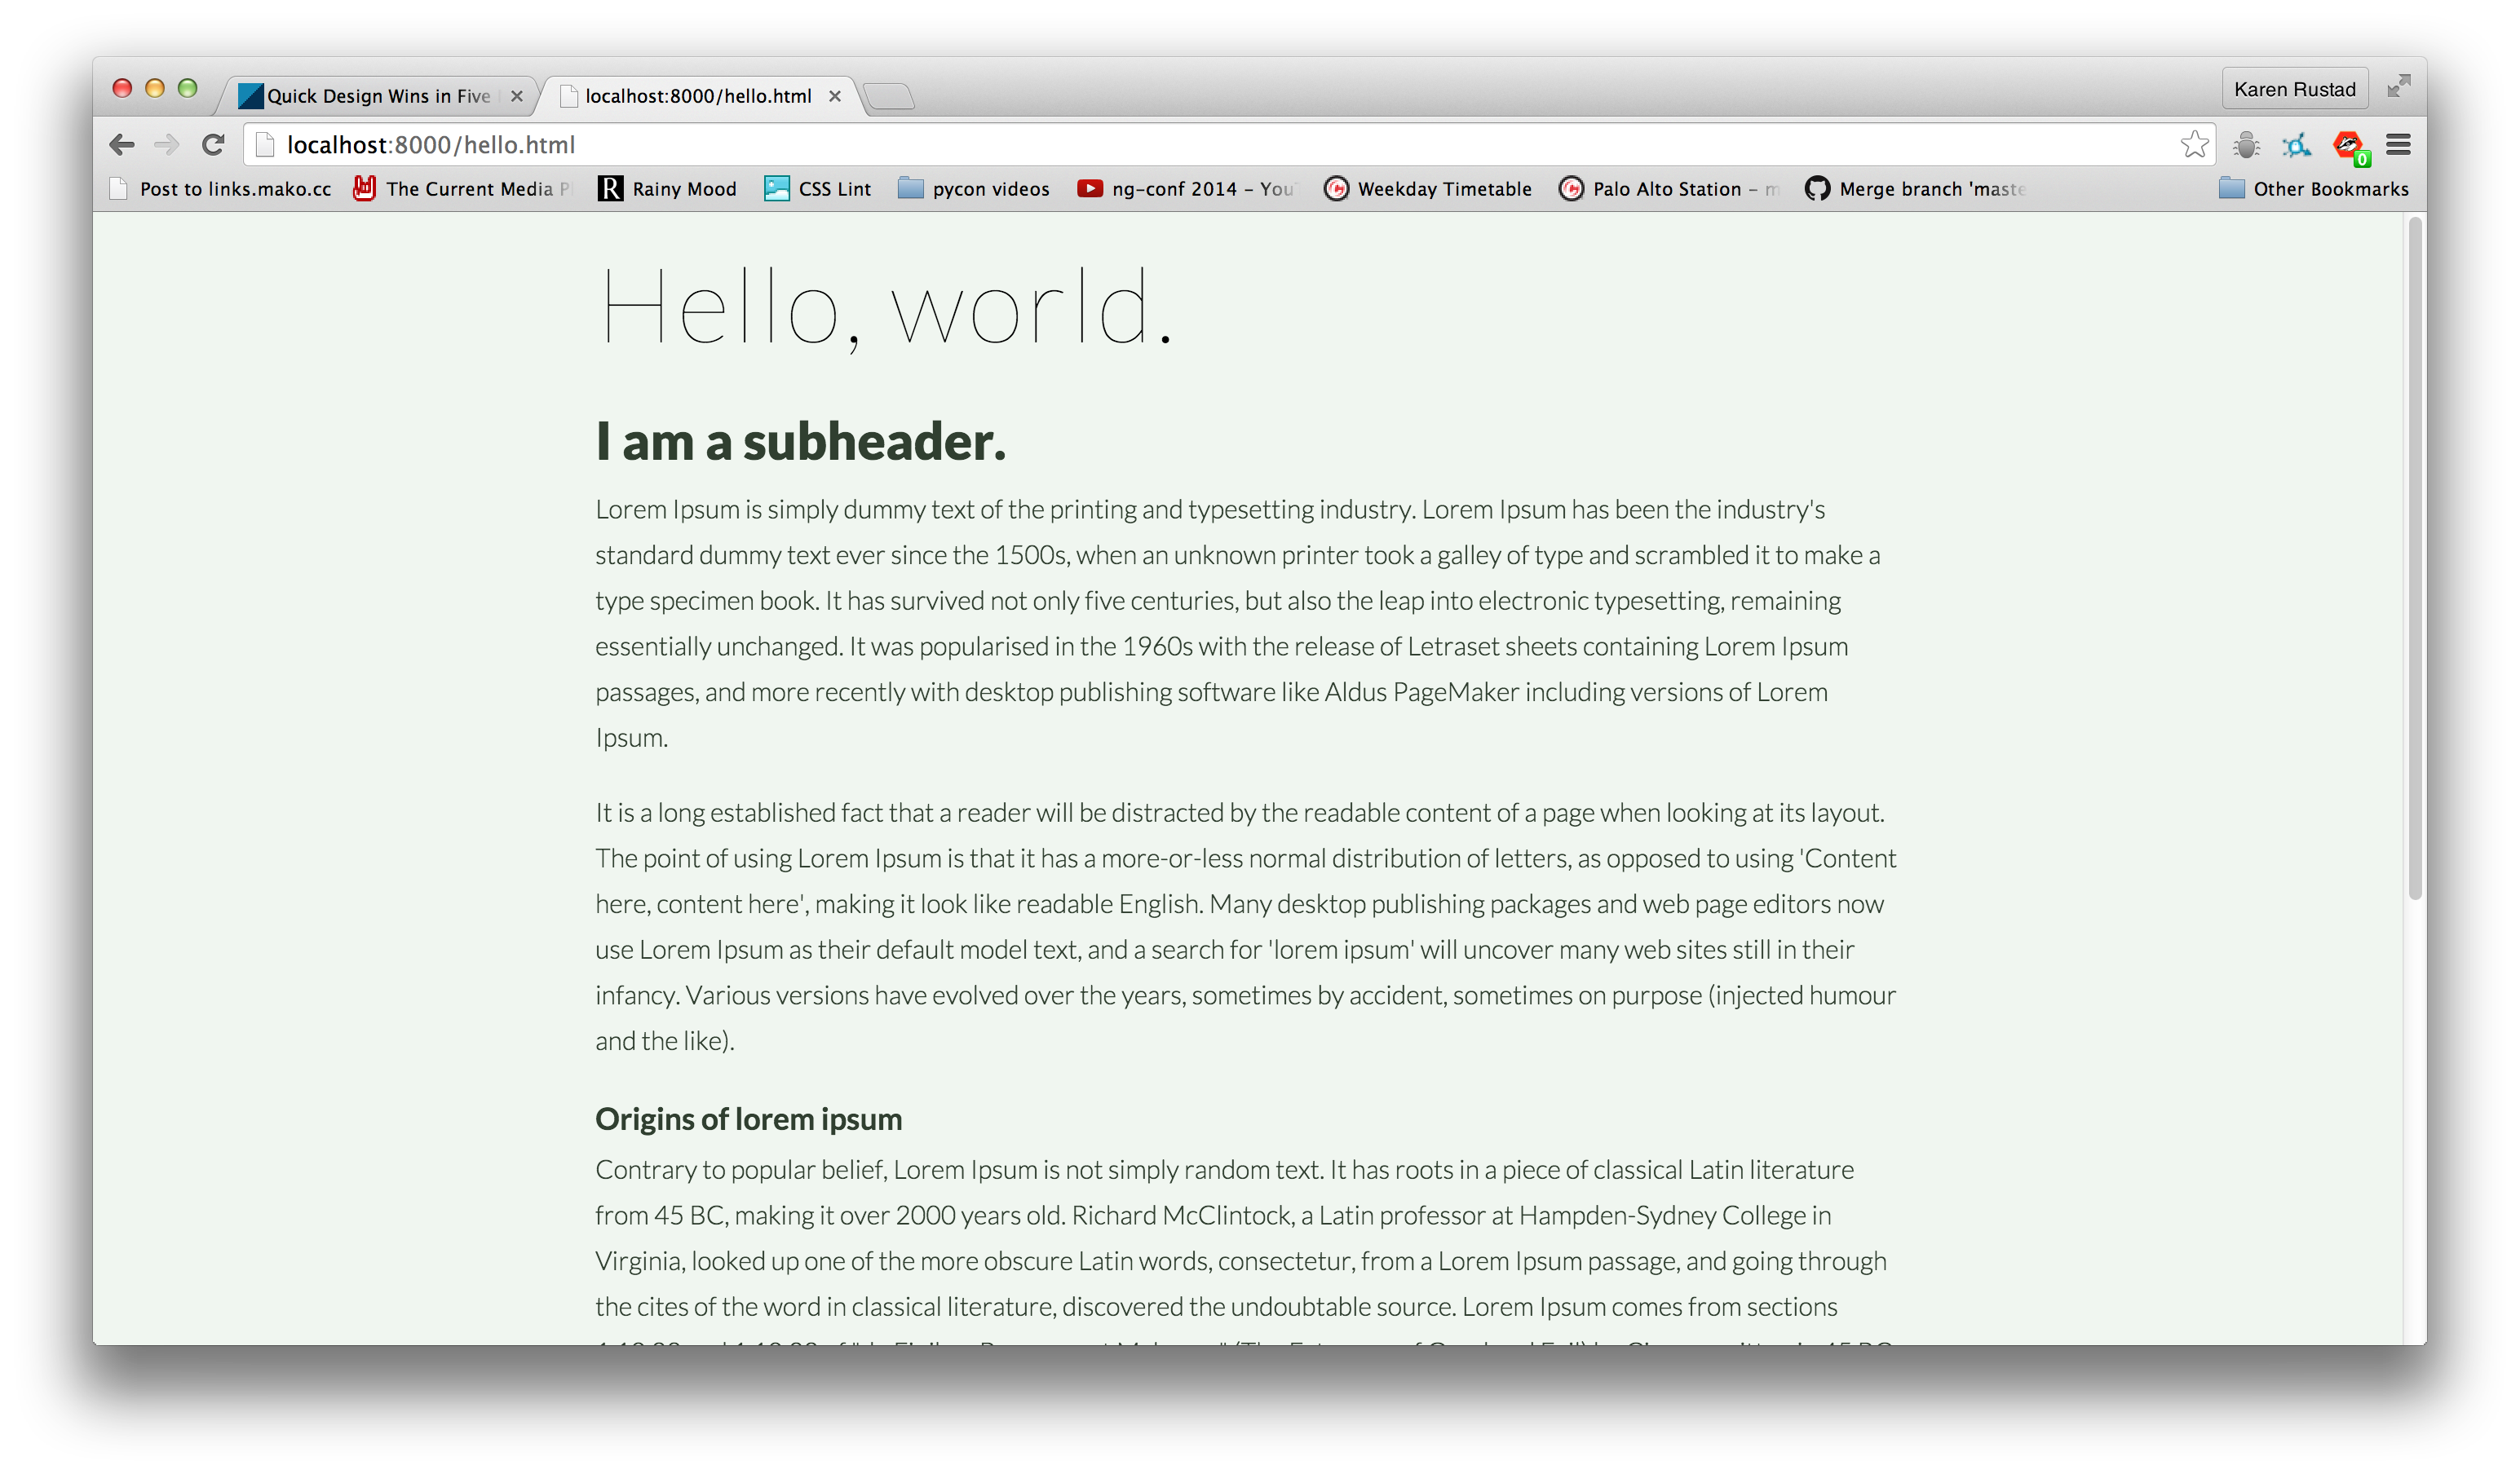 Quick Design Wins in Five
localhost:8000/hello.html
Karen Rustad
localhost:8000/hello.html
Post to links.mako.cc
The Current Media P
Rainy Mood
CSS Lint
pycon videos
ng-conf 2014 – You
Weekday Timetable
Palo Alto Station – m
Merge branch 'maste
Other Bookmarks
0
Hello, world.
I am a subheader.
Lorem Ipsum is simply dummy text of the printing and typesetting industry. Lorem Ipsum has been the industry's
standard dummy text ever since the 1500s, when an unknown printer took a galley of type and scrambled it to make a
type specimen book. It has survived not only five centuries, but also the leap into electronic typesetting, remaining
essentially unchanged. It was popularised in the 1960s with the release of Letraset sheets containing Lorem Ipsum
passages, and more recently with desktop publishing software like Aldus PageMaker including versions of Lorem
Ipsum.
It is a long established fact that a reader will be distracted by the readable content of a page when looking at its layout.
The point of using Lorem Ipsum is that it has a more-or-less normal distribution of letters, as opposed to using 'Content
here, content here', making it look like readable English. Many desktop publishing packages and web page editors now
use Lorem Ipsum as their default model text, and a search for 'lorem ipsum' will uncover many web sites still in their
infancy. Various versions have evolved over the years, sometimes by accident, sometimes on purpose (injected humour
and the like).
Origins of lorem ipsum
Contrary to popular belief, Lorem Ipsum is not simply random text. It has roots in a piece of classical Latin literature
from 45 BC, making it over 2000 years old. Richard McClintock, a Latin professor at Hampden-Sydney College in
Virginia, looked up one of the more obscure Latin words, consectetur, from a Lorem Ipsum passage, and going through
the cites of the word in classical literature, discovered the undoubtable source. Lorem Ipsum comes from sections